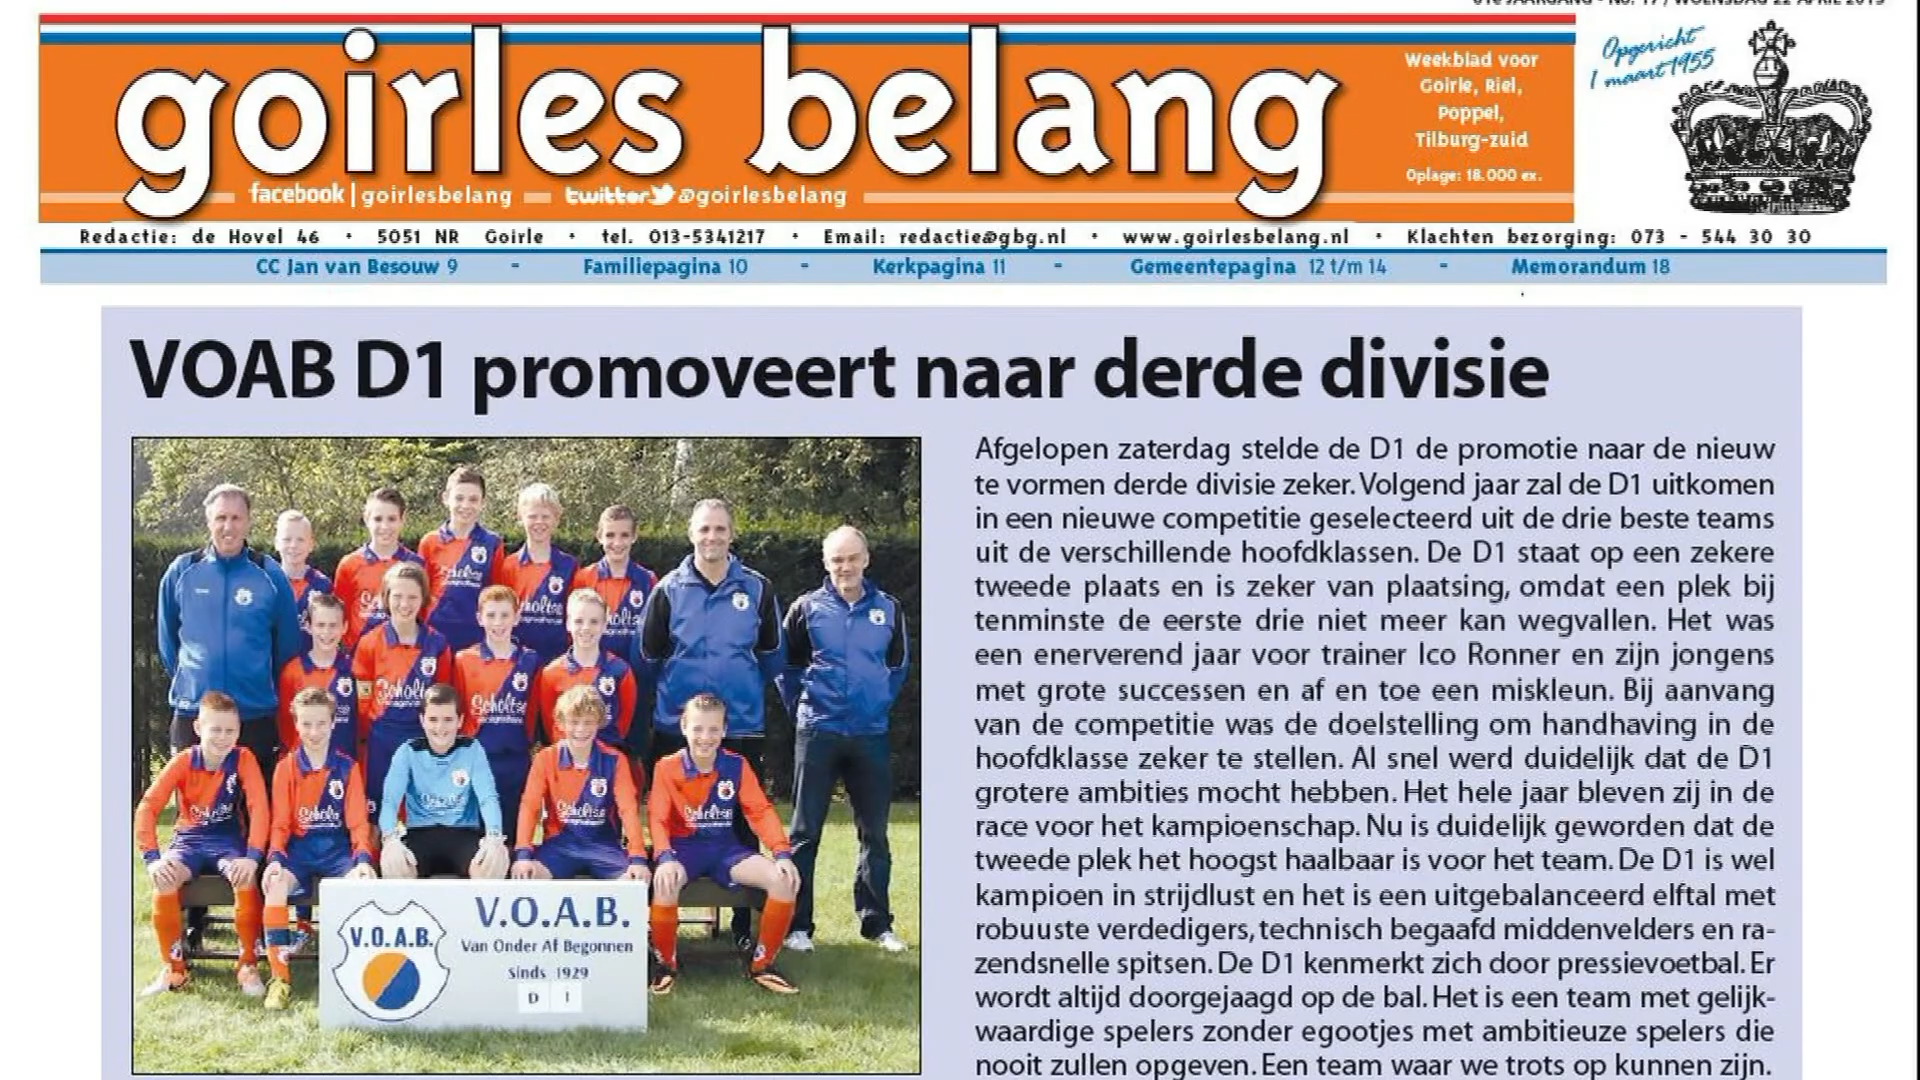 61e JAARGANG - No. 17 / WOENSDAG 22 APRIL 2015
goirles belang
Weekblad voor
Goirle, Riel,
Poppel,
Tilburg-zuid
Oplage: 18.000 ex.
Opgericht
1 maart 1955
facebook | goirlesbelang twitter @goirlesbelang
Redactie: de Hovel 46 • 5051 NR Goirle • tel. 013-5341217 • Email: redactie@gbg.nl • www.goirlesbelang.nl • Klachten bezorging: 073 - 544 30 30
CC Jan van Besouw 9 - Familiepagina 10 - Kerkpagina 11 - Gemeentepagina 12 t/m 14 - Memorandum 18
VOAB D1 promoveert naar derde divisie
Afgelopen zaterdag stelde de D1 de promotie naar de nieuw
te vormen derde divisie zeker. Volgend jaar zal de D1 uitkomen
in een nieuwe competitie geselecteerd uit de drie beste teams
uit de verschillende hoofdklassen. De D1 staat op een zekere
tweede plaats en is zeker van plaatsing, omdat een plek bij
tenminste de eerste drie niet meer kan wegvallen. Het was
een enerverend jaar voor trainer Ico Ronner en zijn jongens
met grote successen en af en toe een miskleun. Bij aanvang
van de competitie was de doelstelling om handhaving in de
hoofdklasse zeker te stellen. Al snel werd duidelijk dat de D1
grotere ambities mocht hebben. Het hele jaar bleven zij in de
race voor het kampioenschap. Nu is duidelijk geworden dat de
tweede plek het hoogst haalbaar is voor het team. De D1 is wel
kampioen in strijdlust en het is een uitgebalanceerd elftal met
robuuste verdedigers, technisch begaafd middenvelders en ra-
zendsnelle spitsen. De D1 kenmerkt zich door pressievoetbal. Er
wordt altijd doorgejaagd op de bal. Het is een team met gelijk-
waardige spelers zonder egootjes met ambitieuze spelers die
nooit zullen opgeven. Een team waar we trots op kunnen zijn.
Scholtse
Scholtse
Scholtse
Scholtse
Scholtse
Scholtse
V.O.A.B.
V.O.A.B.
Van Onder Af Begonnen
Sinds 1929
D 1